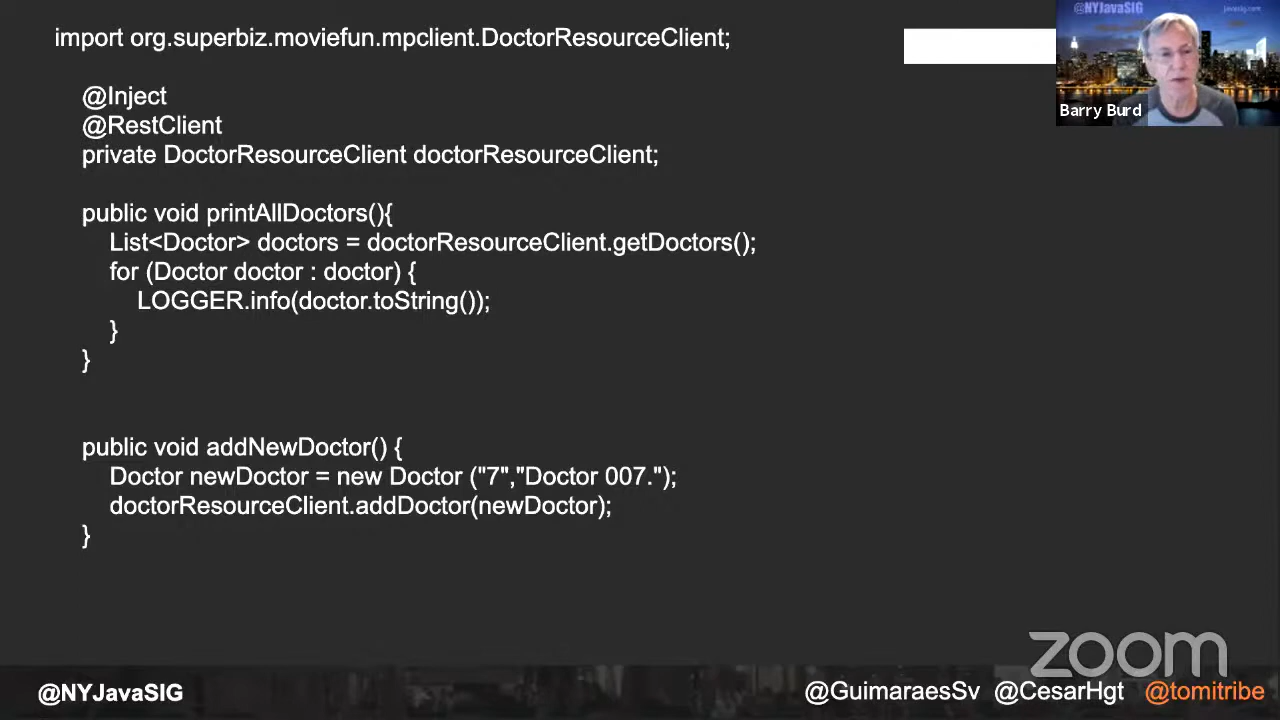 import org.superbiz.moviefun.mpclient.DoctorResourceClient;
@NYJavaSIG
javasig.com
Barry Burd
@Inject
@RestClient
private DoctorResourceClient doctorResourceClient;
public void printAllDoctors(){
List<Doctor> doctors = doctorResourceClient.getDoctors();
for (Doctor doctor : doctor) {
LOGGER.info(doctor.toString());
}
}
public void addNewDoctor() {
Doctor newDoctor = new Doctor ("7","Doctor 007.");
doctorResourceClient.addDoctor(newDoctor);
}
zoom
@NYJavaSIG
@GuimaraesSv @CesarHgt @tomitribe